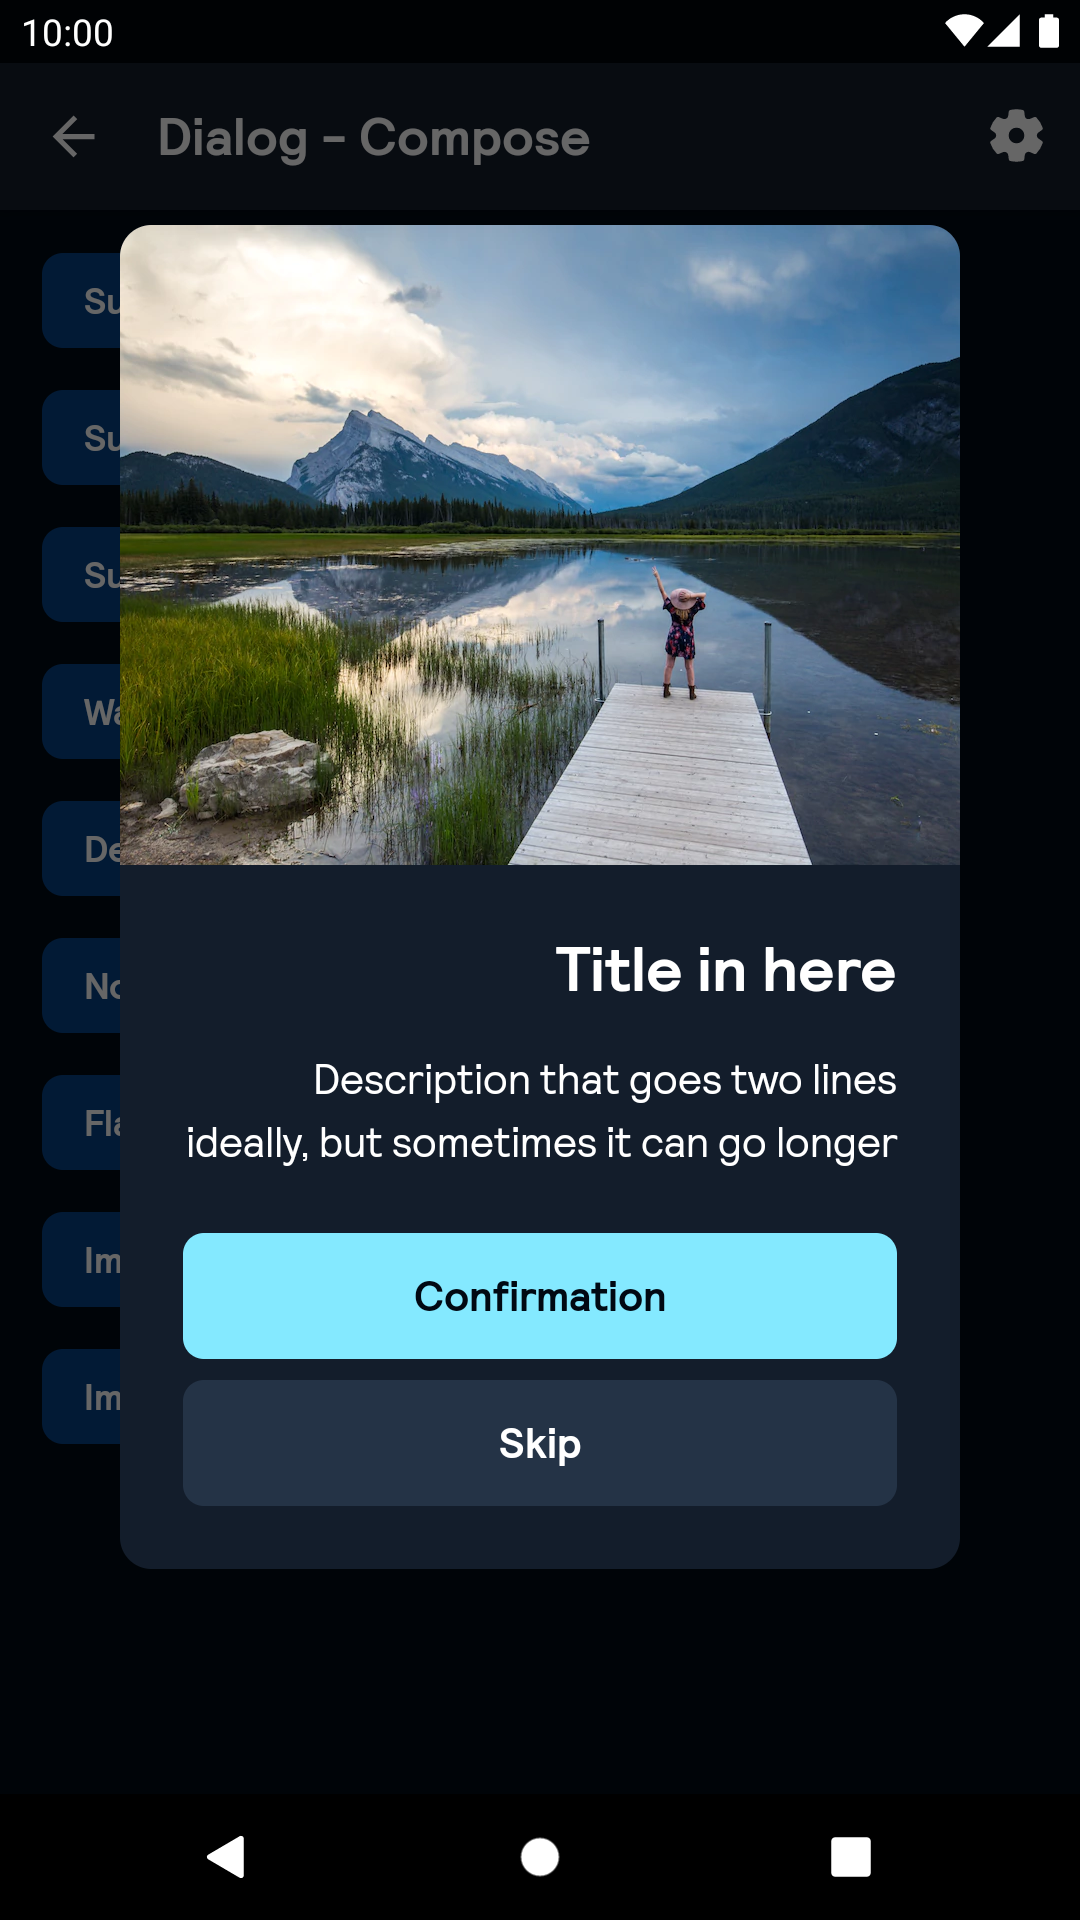 10:00
Dialog - Compose
Su
Su
Su
Wa
De
No
Fla
Im
Im
Title in here
Description that goes two lines
ideally, but sometimes it can go longer
Confirmation
Skip